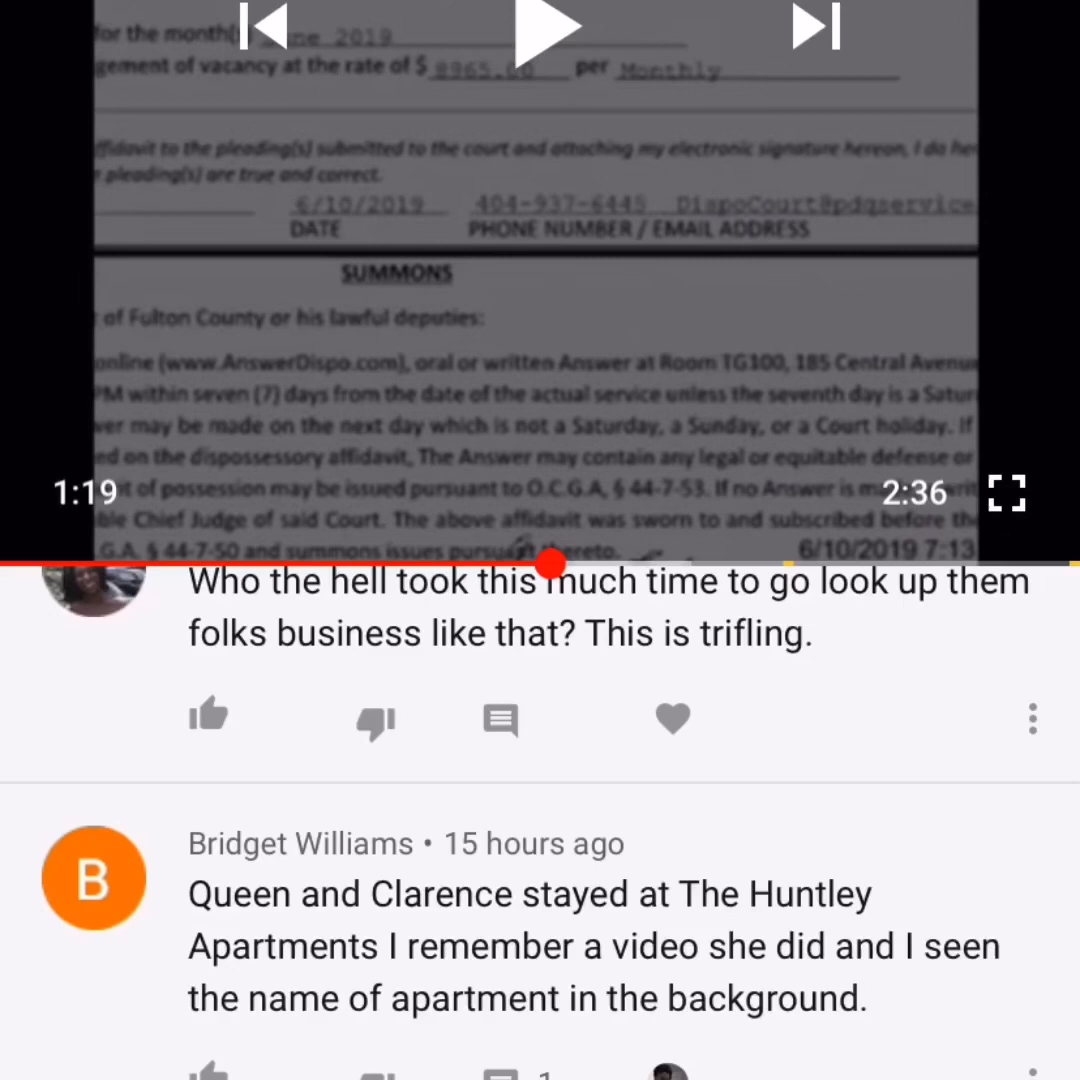 for the month(s) June 2019
gement of vacancy at the rate of $ 8965.00 per Monthly
ffidavit to the pleading(s) submitted to the court and attaching my electronic signature hereon, I do her
pleading(s) are true and correct.
6/10/2019 404-937-6445 DispoCourt@pdqservice
DATE PHONE NUMBER / EMAIL ADDRESS
SUMMONS
of Fulton County or his lawful deputies:
online (www.AnswerDispo.com), oral or written Answer at Room TG100, 185 Central Avenue
PM within seven (7) days from the date of the actual service unless the seventh day is a Satur
wer may be made on the next day which is not a Saturday, a Sunday, or a Court holiday. If
ed on the dispossessory affidavit, The Answer may contain any legal or equitable defense or
1:19 t of possession may be issued pursuant to O.C.G.A. § 44-7-53. If no Answer is 2:36
ble Chief Judge of said Court. The above affidavit was sworn to and subscribed before th
.G.A. § 44-7-50 and summons issues pursuant thereto. 6/10/2019 7:13
Who the hell took this much time to go look up them
folks business like that? This is trifling.
B
Bridget Williams • 15 hours ago
Queen and Clarence stayed at The Huntley
Apartments I remember a video she did and I seen
the name of apartment in the background.
1